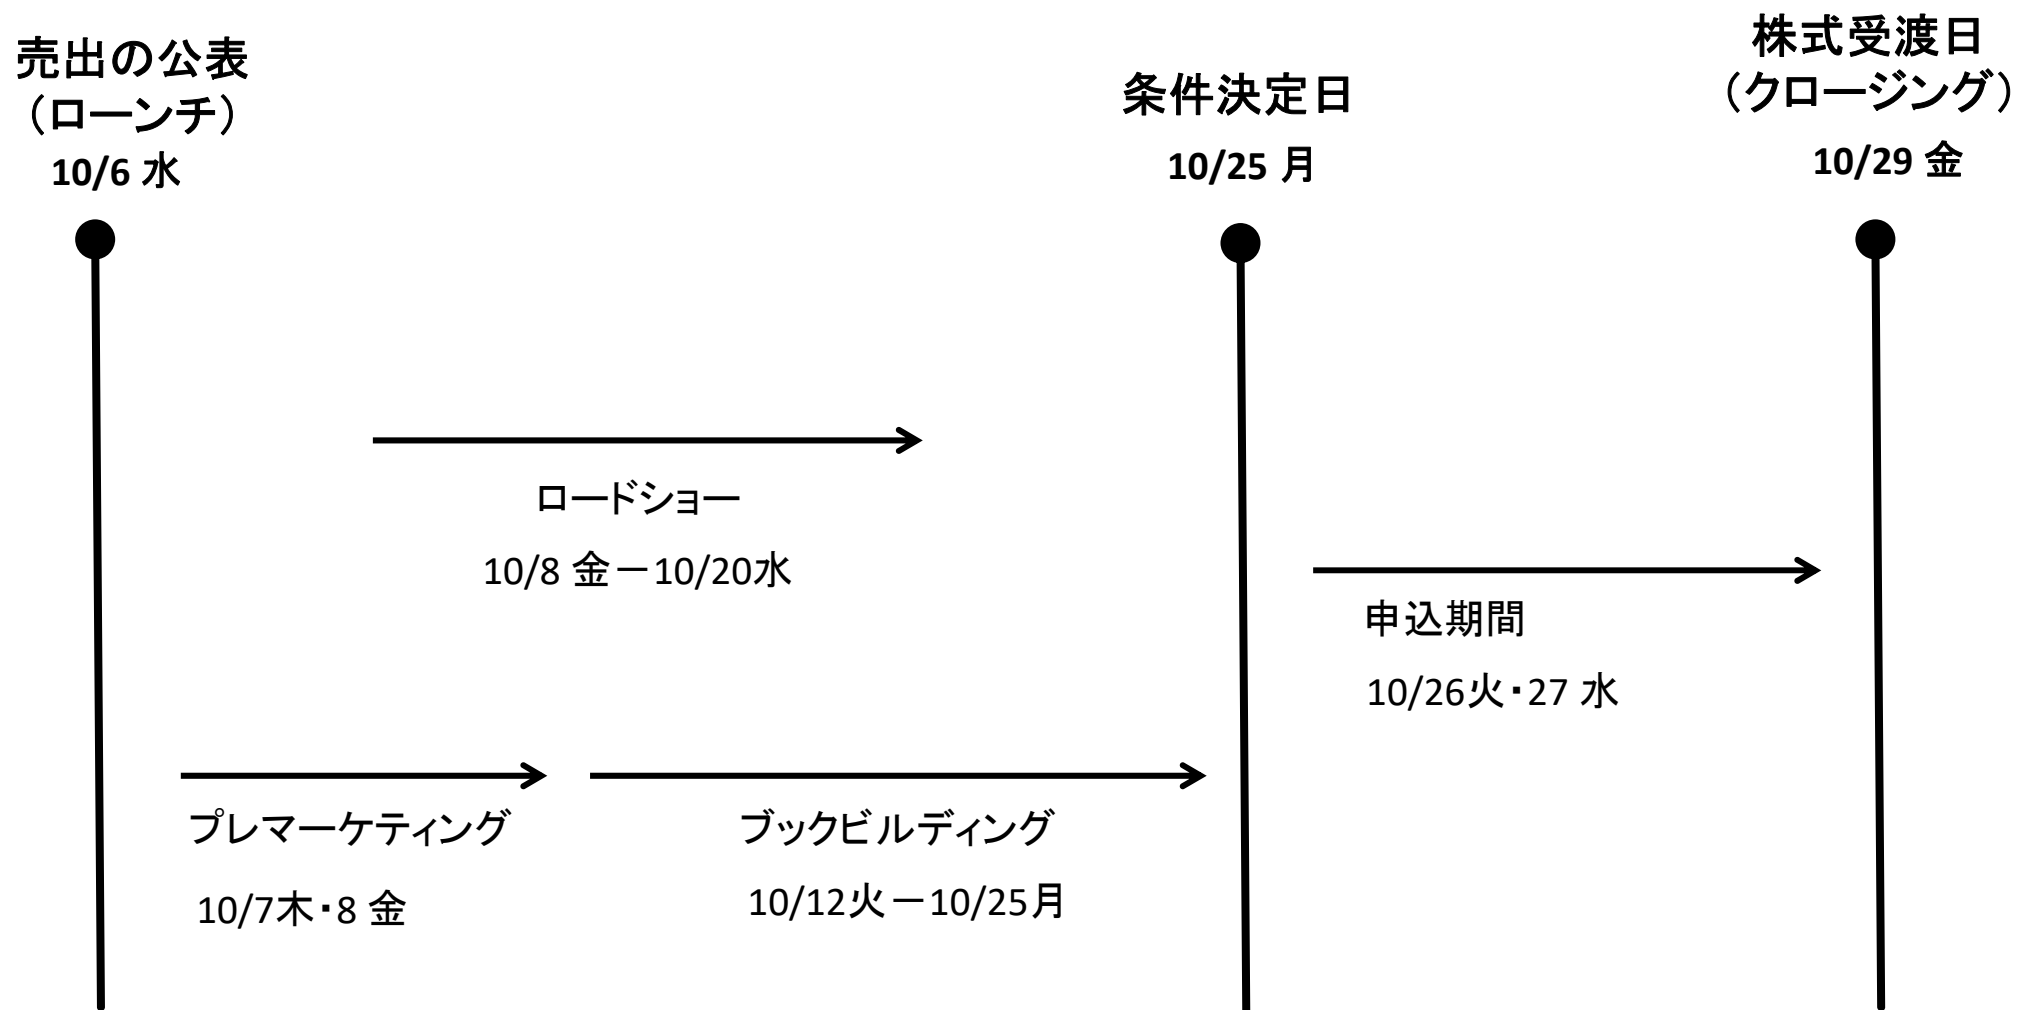 売出の公表
（ローンチ）
10/6 水
条件決定日
10/25 月
株式受渡日
（クロージング）
10/29 金
ロードショー
10/8 金－10/20水
申込期間
10/26火・27 水
プレマーケティング
10/7木・8 金
ブックビルディング
10/12火－10/25月